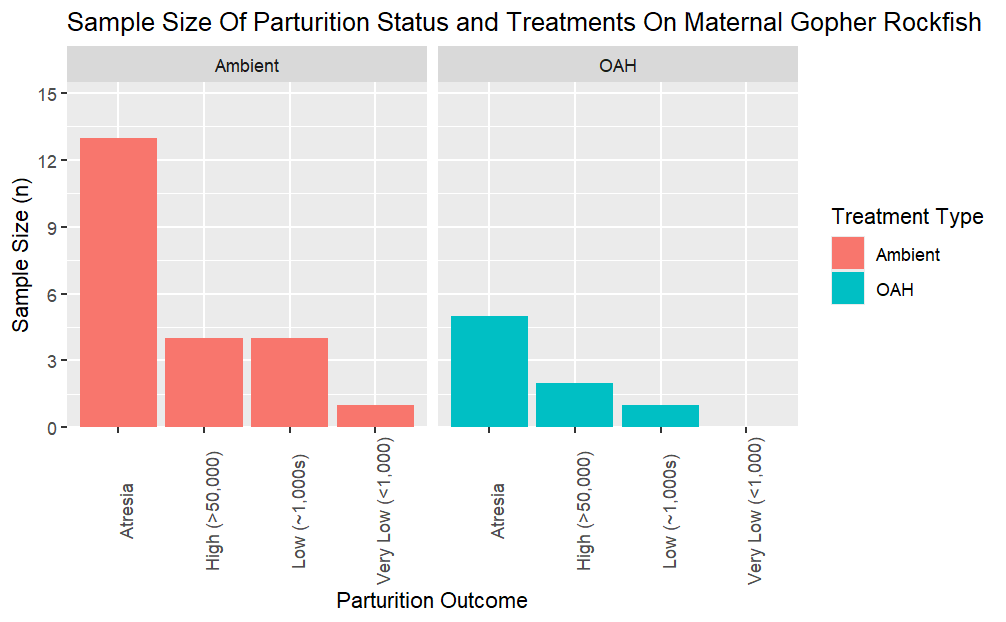 Sample Size Of Parturition Status and Treatments On Maternal Gopher Rockfish
Ambient
OAH
15
12
9
6
3
0
Sample Size (n)
Atresia
High (>50,000)
Low (~1,000s)
Very Low (<1,000)
Atresia
High (>50,000)
Low (~1,000s)
Very Low (<1,000)
Parturition Outcome
Treatment Type
Ambient
OAH